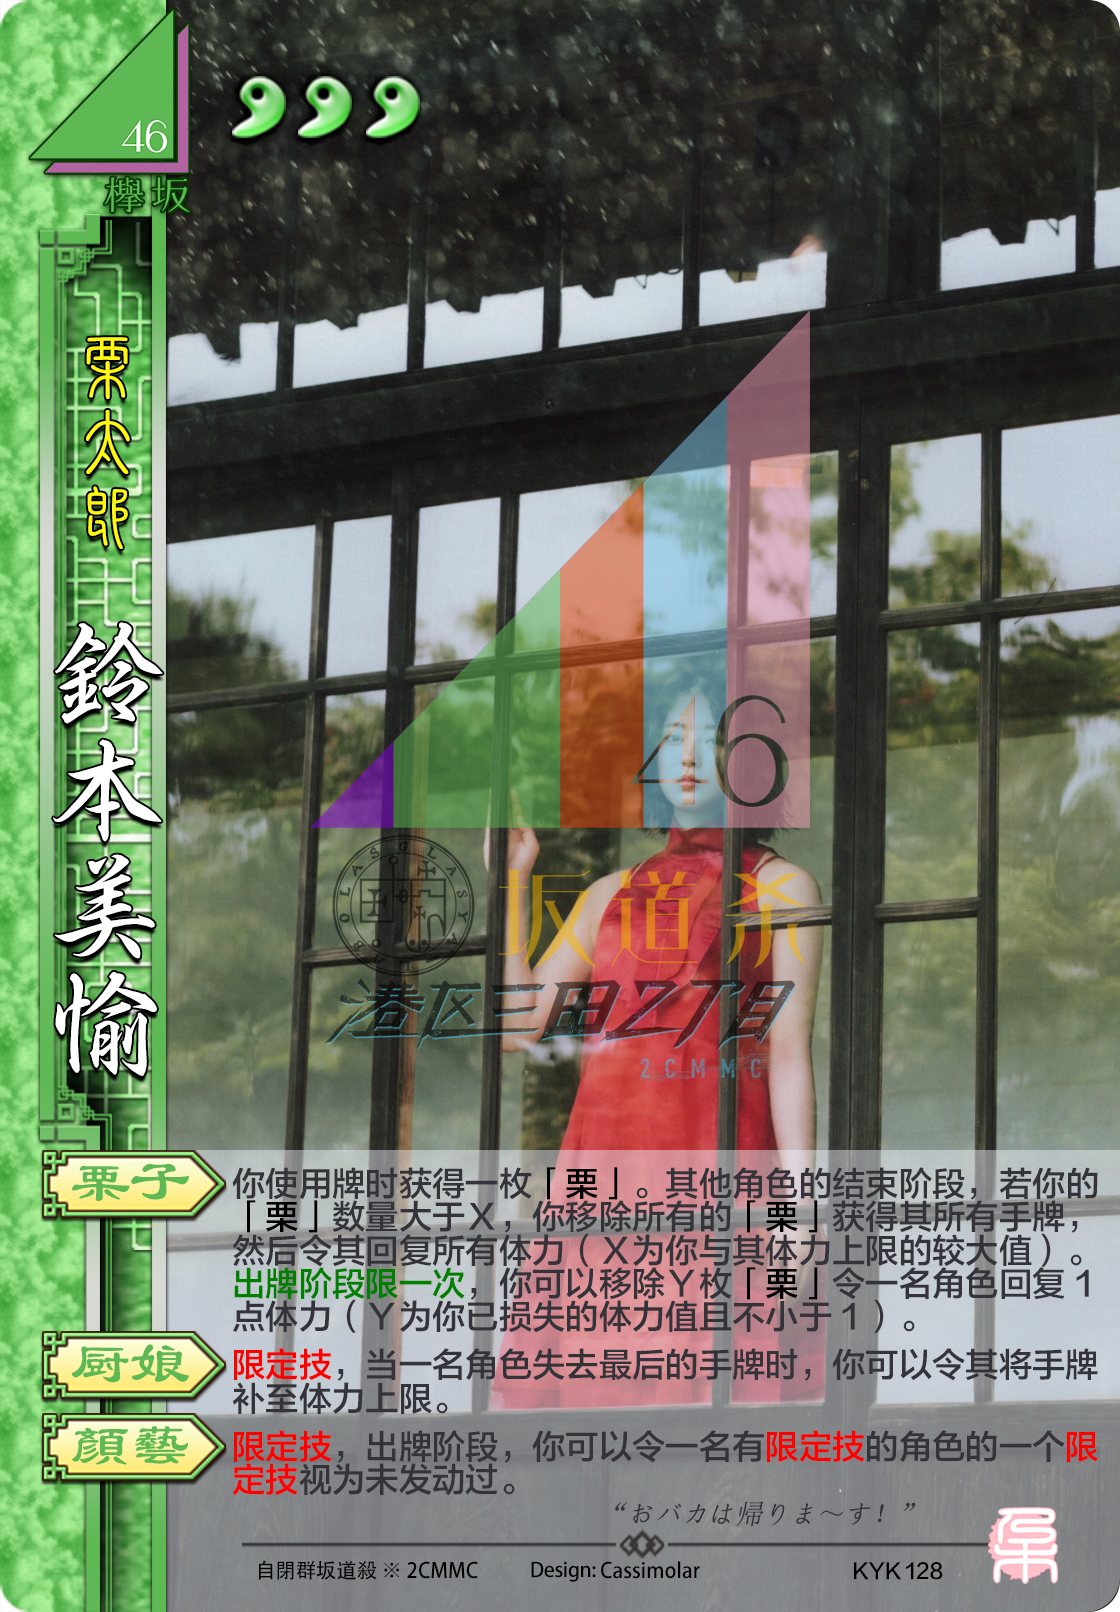 46
欅坂
栗太郎
鈴本美愉
46
BOLAS GLASYA
坂道杀
港区三田2丁目
2CMMC
栗子
你使用牌时获得一枚「栗」。其他角色的结束阶段，若你的
「栗」数量大于X，你移除所有的「栗」获得其所有手牌，
然后令其回复所有体力（X为你与其体力上限的较大值）。
出牌阶段限一次，你可以移除Y枚「栗」令一名角色回复1
点体力（Y为你已损失的体力值且不小于1）。
厨娘
限定技，当一名角色失去最后的手牌时，你可以令其将手牌
补至体力上限。
顏藝
限定技，出牌阶段，你可以令一名有限定技的角色的一个限
定技视为未发动过。
“おバカは帰りま～す！”
自閉群坂道殺 ※ 2CMMC Design: Cassimolar KYK 128